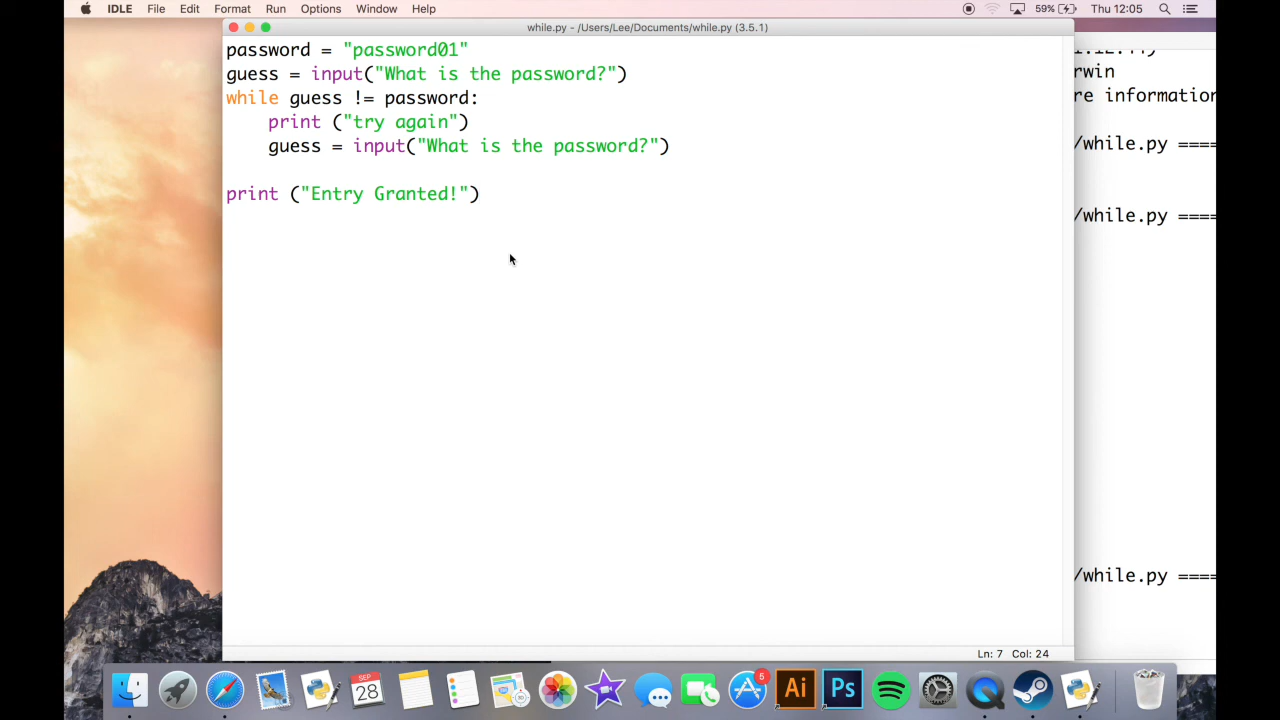 IDLE File Edit Format Run Options Window Help 59% Thu 12:05
while.py - /Users/Lee/Documents/while.py (3.5.1)
password = "password01"
guess = input("What is the password?")
while guess != password:
print ("try again")
guess = input("What is the password?")
print ("Entry Granted!")
rwin
re information
/while.py ====
/while.py ====
/while.py ====
Ln: 7 Col: 24
SEP
28
6
Ai
Ps